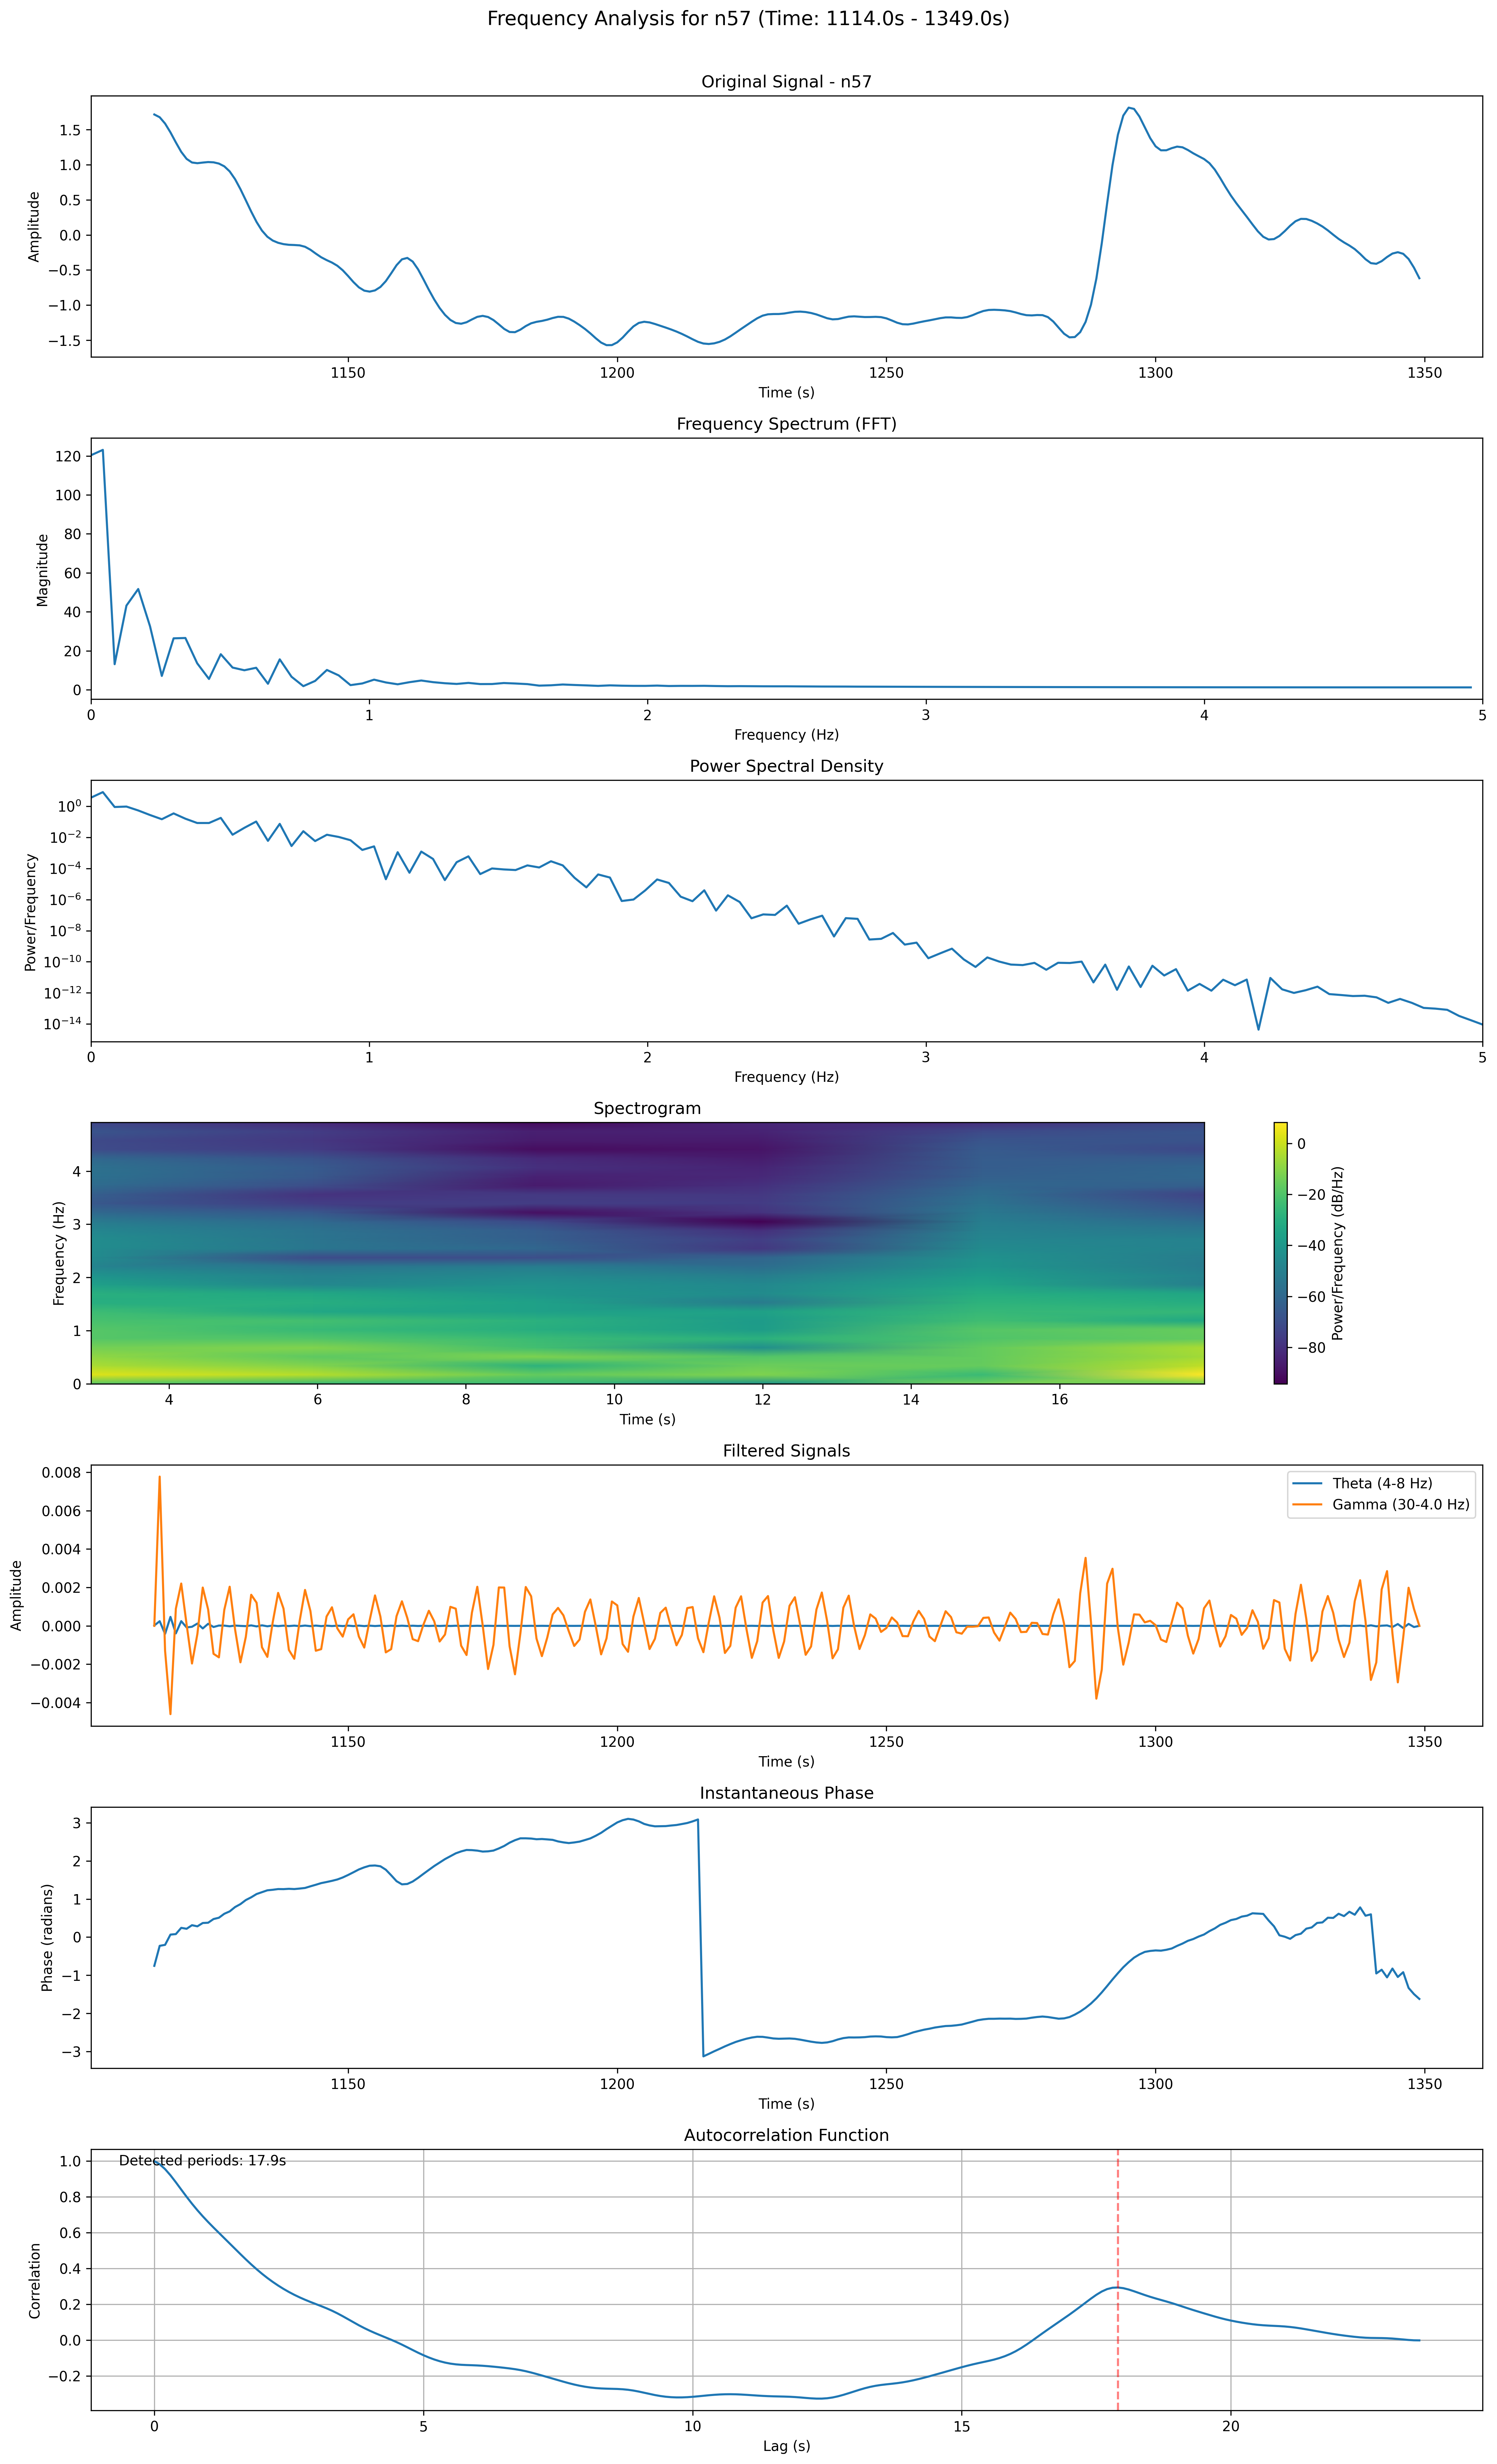 Frequency Analysis for n57 (Time: 1114.0s - 1349.0s)
Original Signal - n57
1.5
1.0
0.5
0.0
−0.5
−1.0
−1.5
Amplitude
1150 1200 1250 1300 1350
Time (s)
Frequency Spectrum (FFT)
120
100
80
60
40
20
0
Magnitude
0 1 2 3 4 5
Frequency (Hz)
Power Spectral Density
10⁰
10⁻²
10⁻⁴
10⁻⁶
10⁻⁸
10⁻¹⁰
10⁻¹²
10⁻¹⁴
Power/Frequency
0 1 2 3 4 5
Frequency (Hz)
Spectrogram
4
3
2
1
0
Frequency (Hz)
4 6 8 10 12 14 16
Time (s)
0
−20
−40
−60
−80
Power/Frequency (dB/Hz)
Filtered Signals
0.008
0.006
0.004
0.002
0.000
−0.002
−0.004
Amplitude
Theta (4-8 Hz)
Gamma (30-4.0 Hz)
1150 1200 1250 1300 1350
Time (s)
Instantaneous Phase
3
2
1
0
−1
−2
−3
Phase (radians)
1150 1200 1250 1300 1350
Time (s)
Autocorrelation Function
Detected periods: 17.9s
1.0
0.8
0.6
0.4
0.2
0.0
−0.2
Correlation
0 5 10 15 20
Lag (s)